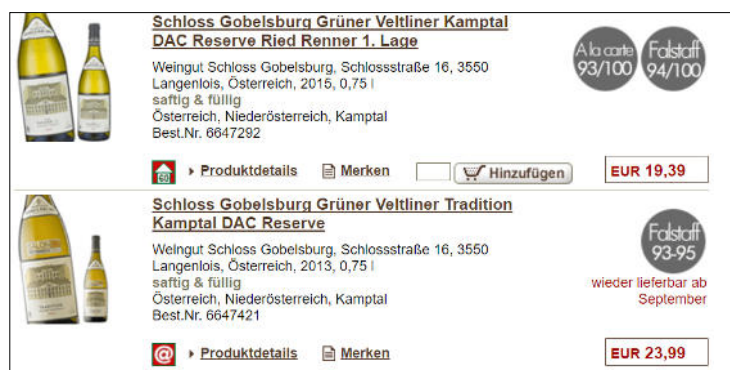 Schloss Gobelsburg Grüner Veltliner Kamptal
DAC Reserve Ried Renner 1. Lage
Weingut Schloss Gobelsburg, Schlossstraße 16, 3550
Langenlois, Österreich, 2015, 0,75 l
saftig & füllig
Österreich, Niederösterreich, Kamptal
Best.Nr. 6647292
A la carte
93/100
Falstaff
94/100
Produktdetails
Merken
Hinzufügen
EUR 19,39
Schloss Gobelsburg Grüner Veltliner Tradition
Kamptal DAC Reserve
Weingut Schloss Gobelsburg, Schlossstraße 16, 3550
Langenlois, Österreich, 2013, 0,75 l
saftig & füllig
Österreich, Niederösterreich, Kamptal
Best.Nr. 6647421
Falstaff
93-95
wieder lieferbar ab
September
@
Produktdetails
Merken
EUR 23,99